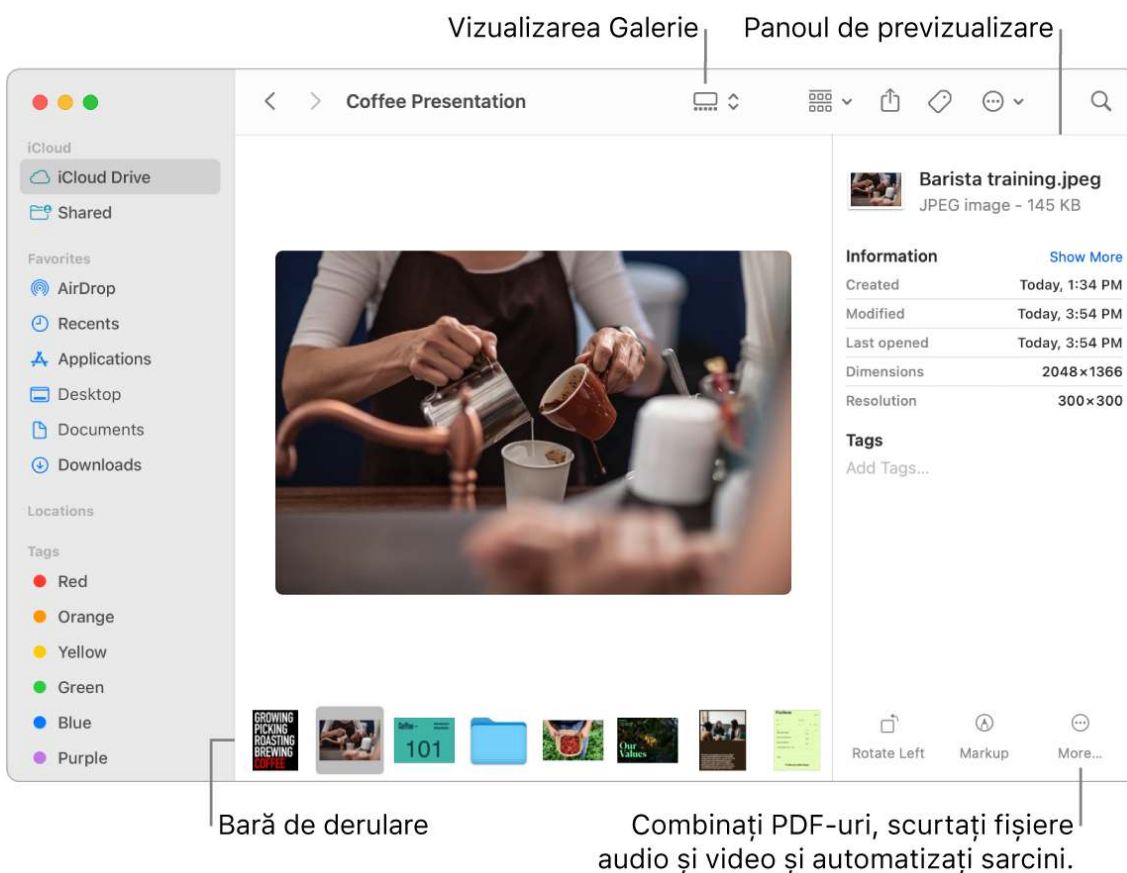 Vizualizarea Galerie
Panoul de previzualizare
Coffee Presentation
iCloud
iCloud Drive
Shared
Favorites
AirDrop
Recents
Applications
Desktop
Documents
Downloads
Locations
Tags
Red
Orange
Yellow
Green
Blue
Purple
Barista training.jpeg
JPEG image - 145 KB
Information
Show More
Created
Today, 1:34 PM
Modified
Today, 3:54 PM
Last opened
Today, 3:54 PM
Dimensions
2048×1366
Resolution
300×300
Tags
Add Tags...
GROWING
PICKING
ROASTING
BREWING
COFFEE
101
Our
Values
Rotate Left
Markup
More...
Bară de derulare
Combinați PDF-uri, scurtați fișiere
audio și video și automatizați sarcini.